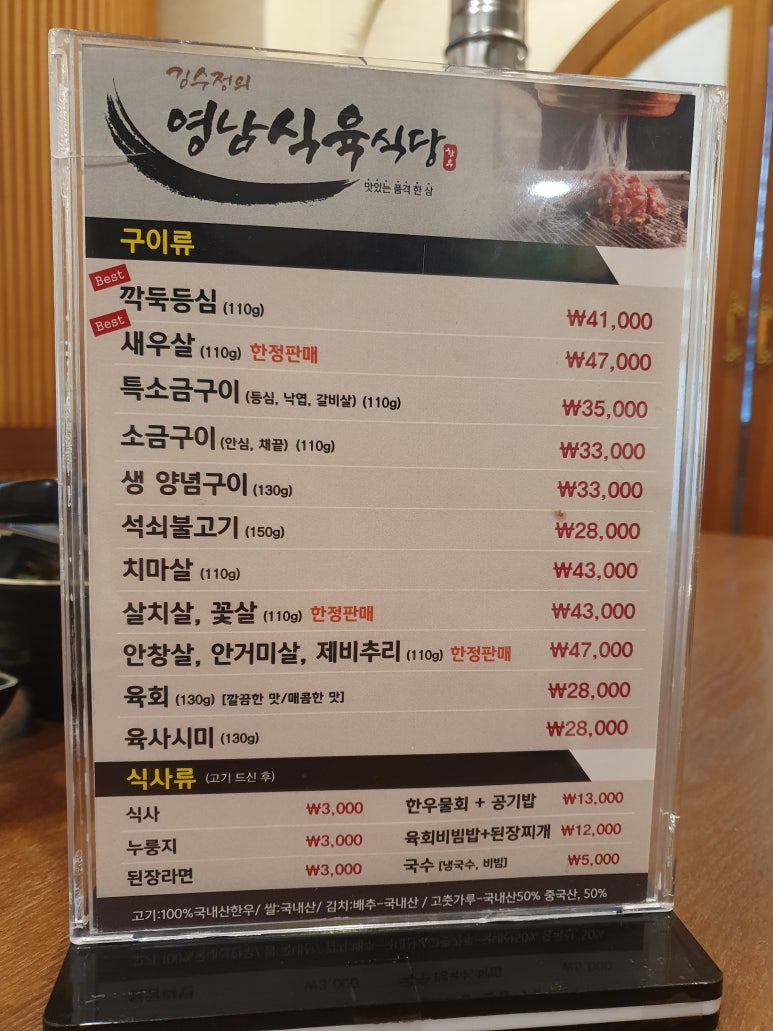 김수정의
영남식육식당
한우
맛있는 품격 한 상
구이류
Best
깍둑등심 (110g) ₩41,000
Best
새우살 (110g) 한정판매 ₩47,000
특소금구이 (등심, 낙엽, 갈비살) (110g) ₩35,000
소금구이 (안심, 채끝) (110g) ₩33,000
생 양념구이 (130g) ₩33,000
석쇠불고기 (150g) ₩28,000
치마살 (110g) ₩43,000
살치살, 꽃살 (110g) 한정판매 ₩43,000
안창살, 안거미살, 제비추리 (110g) 한정판매 ₩47,000
육회 (130g) [깔끔한 맛/매콤한 맛] ₩28,000
육사시미 (130g) ₩28,000
식사류 (고기 드신 후)
식사 ₩3,000
누룽지 ₩3,000
된장라면 ₩3,000
한우물회 + 공기밥 ₩13,000
육회비빔밥+된장찌개 ₩12,000
국수 [냉국수, 비빔] ₩5,000
고기:100%국내산한우/ 쌀:국내산/ 김치:배추-국내산 / 고춧가루-국내산50% 중국산, 50%